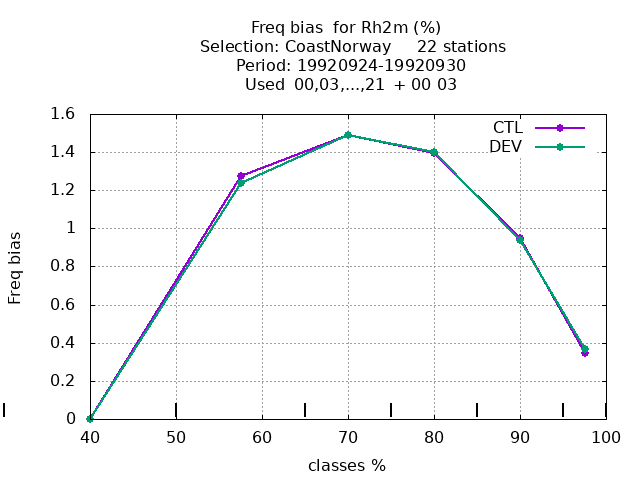 Freq bias  for Rh2m (%)
Selection: CoastNorway     22 stations
Period: 19920924-19920930
Used  00,03,...,21  + 00 03
1.6
1.4
1.2
1
0.8
0.6
0.4
0.2
0
Freq bias
CTL
DEV
40 50 60 70 80 90 100
classes %